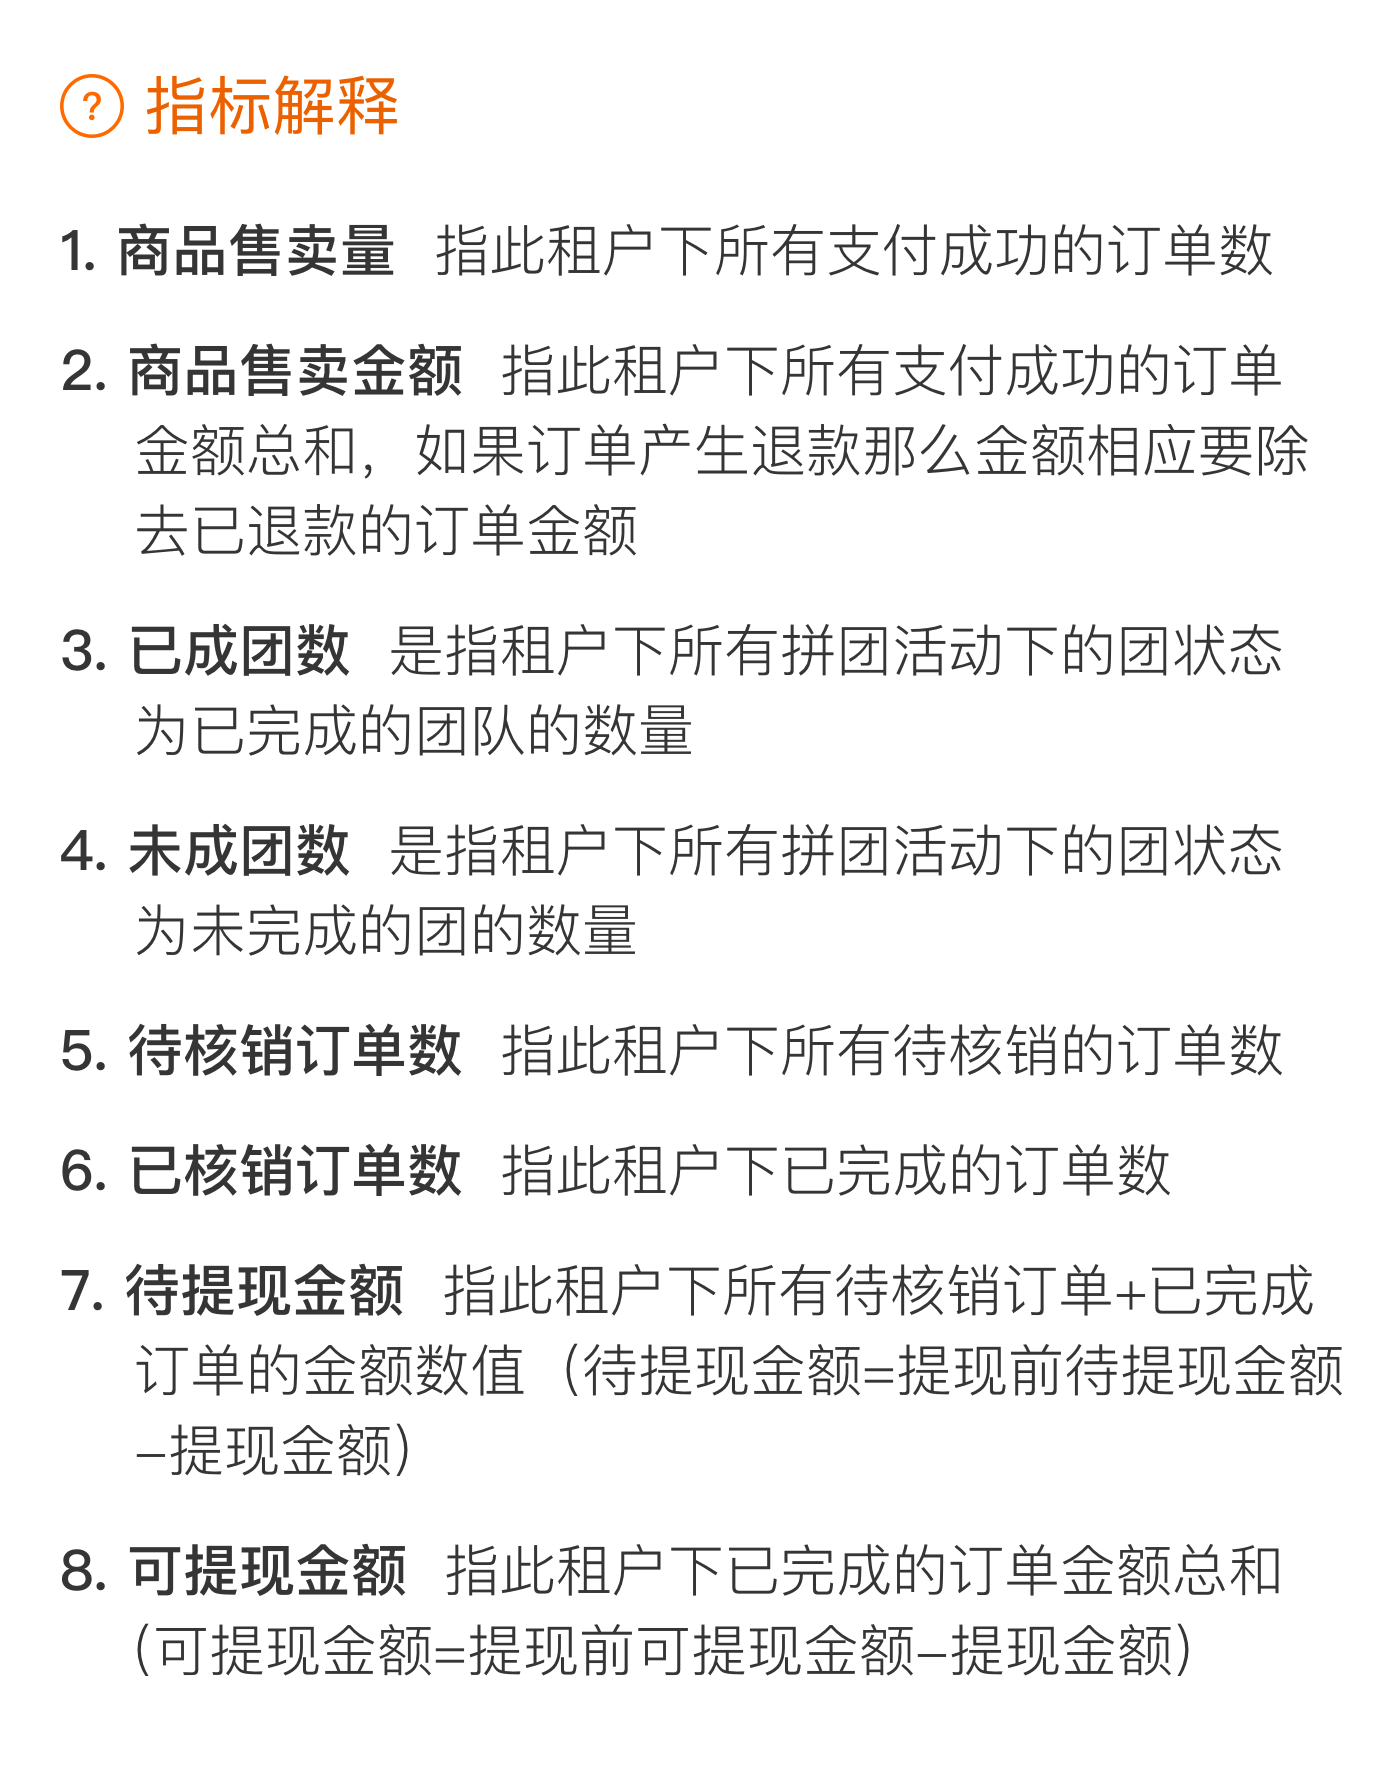 ? 指标解释
1. 商品售卖量 指此租户下所有支付成功的订单数
2. 商品售卖金额 指此租户下所有支付成功的订单
金额总和，如果订单产生退款那么金额相应要除
去已退款的订单金额
3. 已成团数 是指租户下所有拼团活动下的团状态
为已完成的团队的数量
4. 未成团数 是指租户下所有拼团活动下的团状态
为未完成的团的数量
5. 待核销订单数 指此租户下所有待核销的订单数
6. 已核销订单数 指此租户下已完成的订单数
7. 待提现金额 指此租户下所有待核销订单+已完成
订单的金额数值（待提现金额=提现前待提现金额
-提现金额）
8. 可提现金额 指此租户下已完成的订单金额总和
（可提现金额=提现前可提现金额-提现金额）